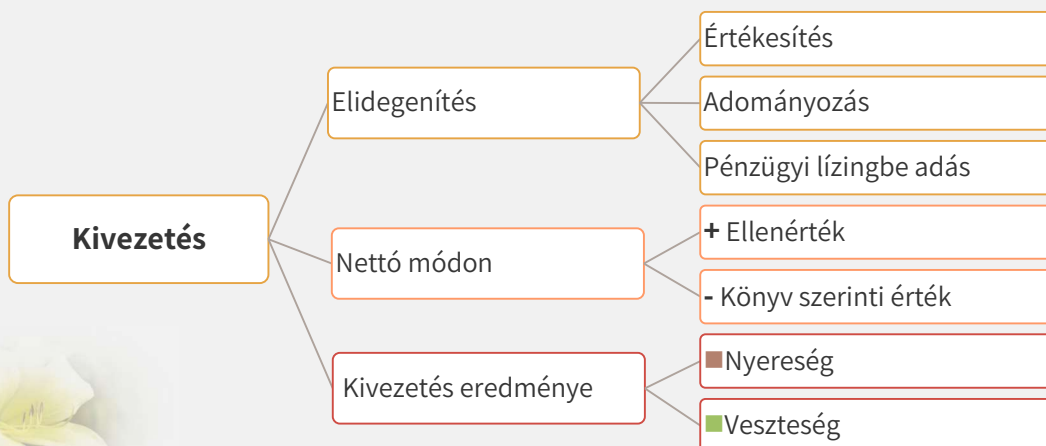 Kivezetés
Elidegenítés
Értékesítés
Adományozás
Pénzügyi lízingbe adás
Nettó módon
+ Ellenérték
- Könyv szerinti érték
Kivezetés eredménye
Nyereség
Veszteség